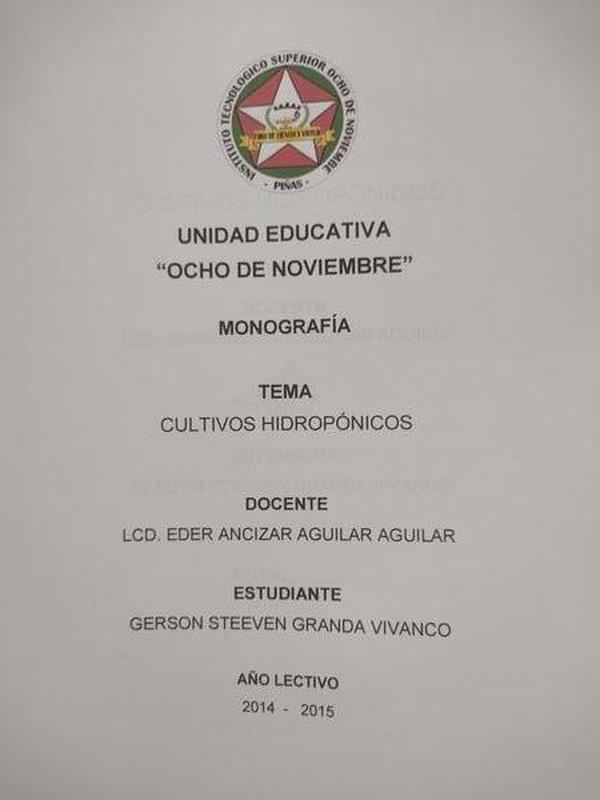 INSTITUTO TECNOLÓGICO SUPERIOR OCHO DE NOVIEMBRE
- PIÑAS -
UNIDAD EDUCATIVA
“OCHO DE NOVIEMBRE”
MONOGRAFÍA
TEMA
CULTIVOS HIDROPÓNICOS
DOCENTE
LCD. EDER ANCIZAR AGUILAR AGUILAR
ESTUDIANTE
GERSON STEEVEN GRANDA VIVANCO
AÑO LECTIVO
2014 - 2015